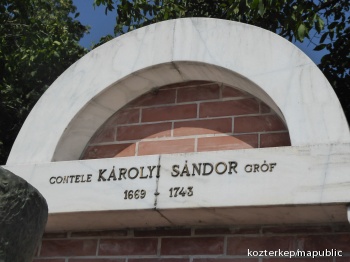 CONTELE KÁROLYI SÁNDOR GRÓF
1669 - 1743
kozterkep/mapublic